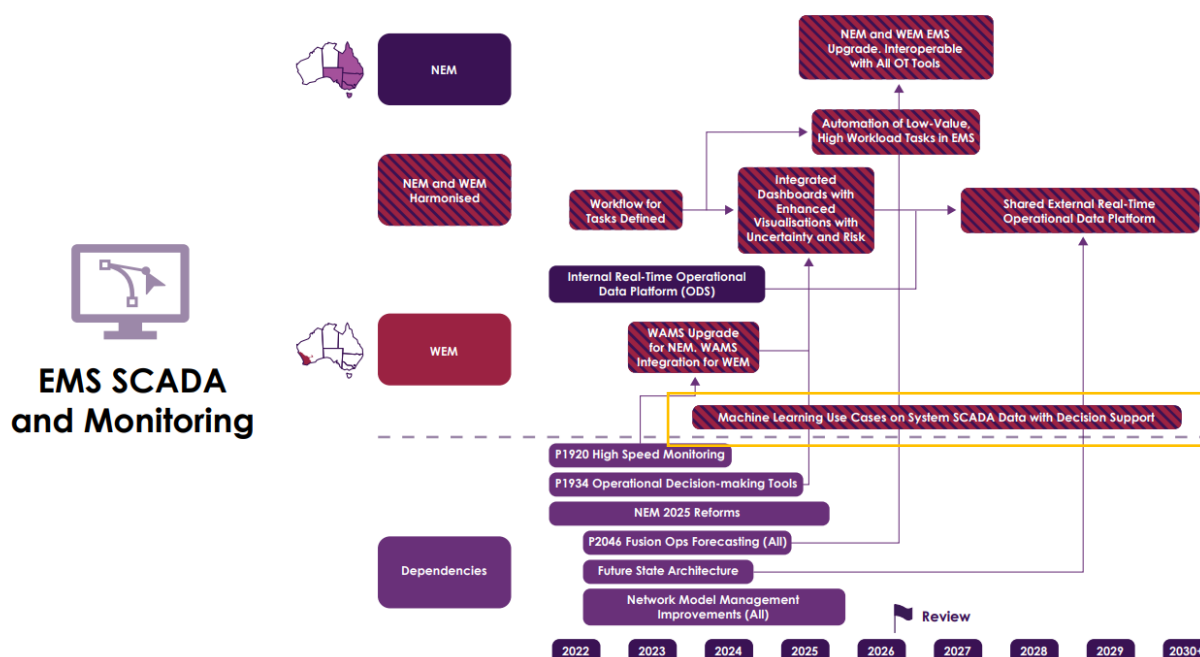 EMS SCADA
and Monitoring
NEM
NEM and WEM
Harmonised
WEM
Dependencies
NEM and WEM EMS
Upgrade. Interoperable
with All OT Tools
Automation of Low-Value,
High Workload Tasks in EMS
Workflow for
Tasks Defined
Integrated
Dashboards with
Enhanced
Visualisations with
Uncertainty and Risk
Shared External Real-Time
Operational Data Platform
Internal Real-Time Operational
Data Platform (ODS)
WAMS Upgrade
for NEM. WAMS
Integration for WEM
Machine Learning Use Cases on System SCADA Data with Decision Support
P1920 High Speed Monitoring
P1934 Operational Decision-making Tools
NEM 2025 Reforms
P2046 Fusion Ops Forecasting (All)
Future State Architecture
Network Model Management
Improvements (All)
Review
2022 2023 2024 2025 2026 2027 2028 2029 2030+